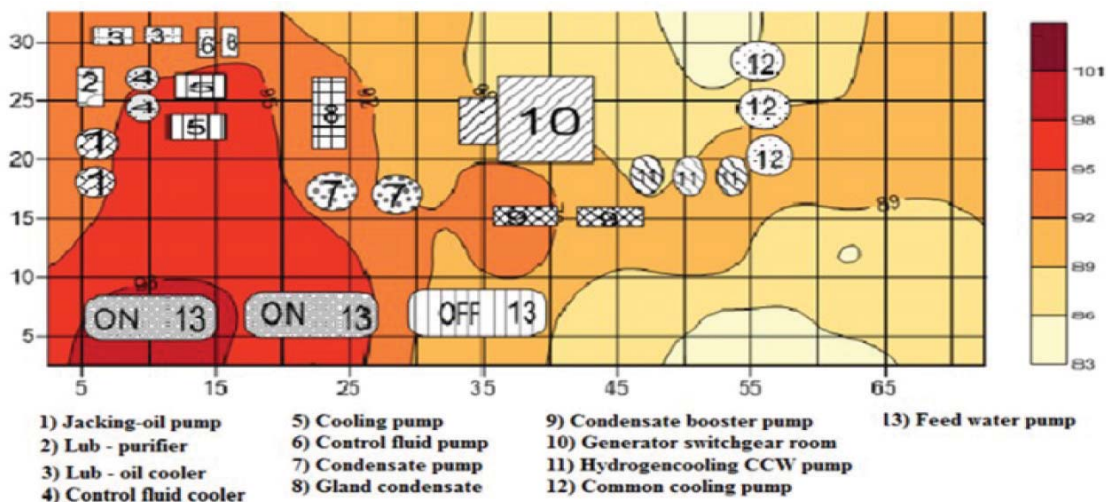 30
25
20
15
10
5
3 3 6 6
2 4 5
4
1 5 8
1
7 7
10
11 11 11
12
12
12
9 9
95 92 98 89
ON 13 ON 13 OFF 13
5 15 25 35 45 55 65
101
98
95
92
89
86
83
1) Jacking-oil pump
2) Lub - purifier
3) Lub - oil cooler
4) Control fluid cooler
5) Cooling pump
6) Control fluid pump
7) Condensate pump
8) Gland condensate
9) Condensate booster pump
10) Generator switchgear room
11) Hydrogencooling CCW pump
12) Common cooling pump
13) Feed water pump